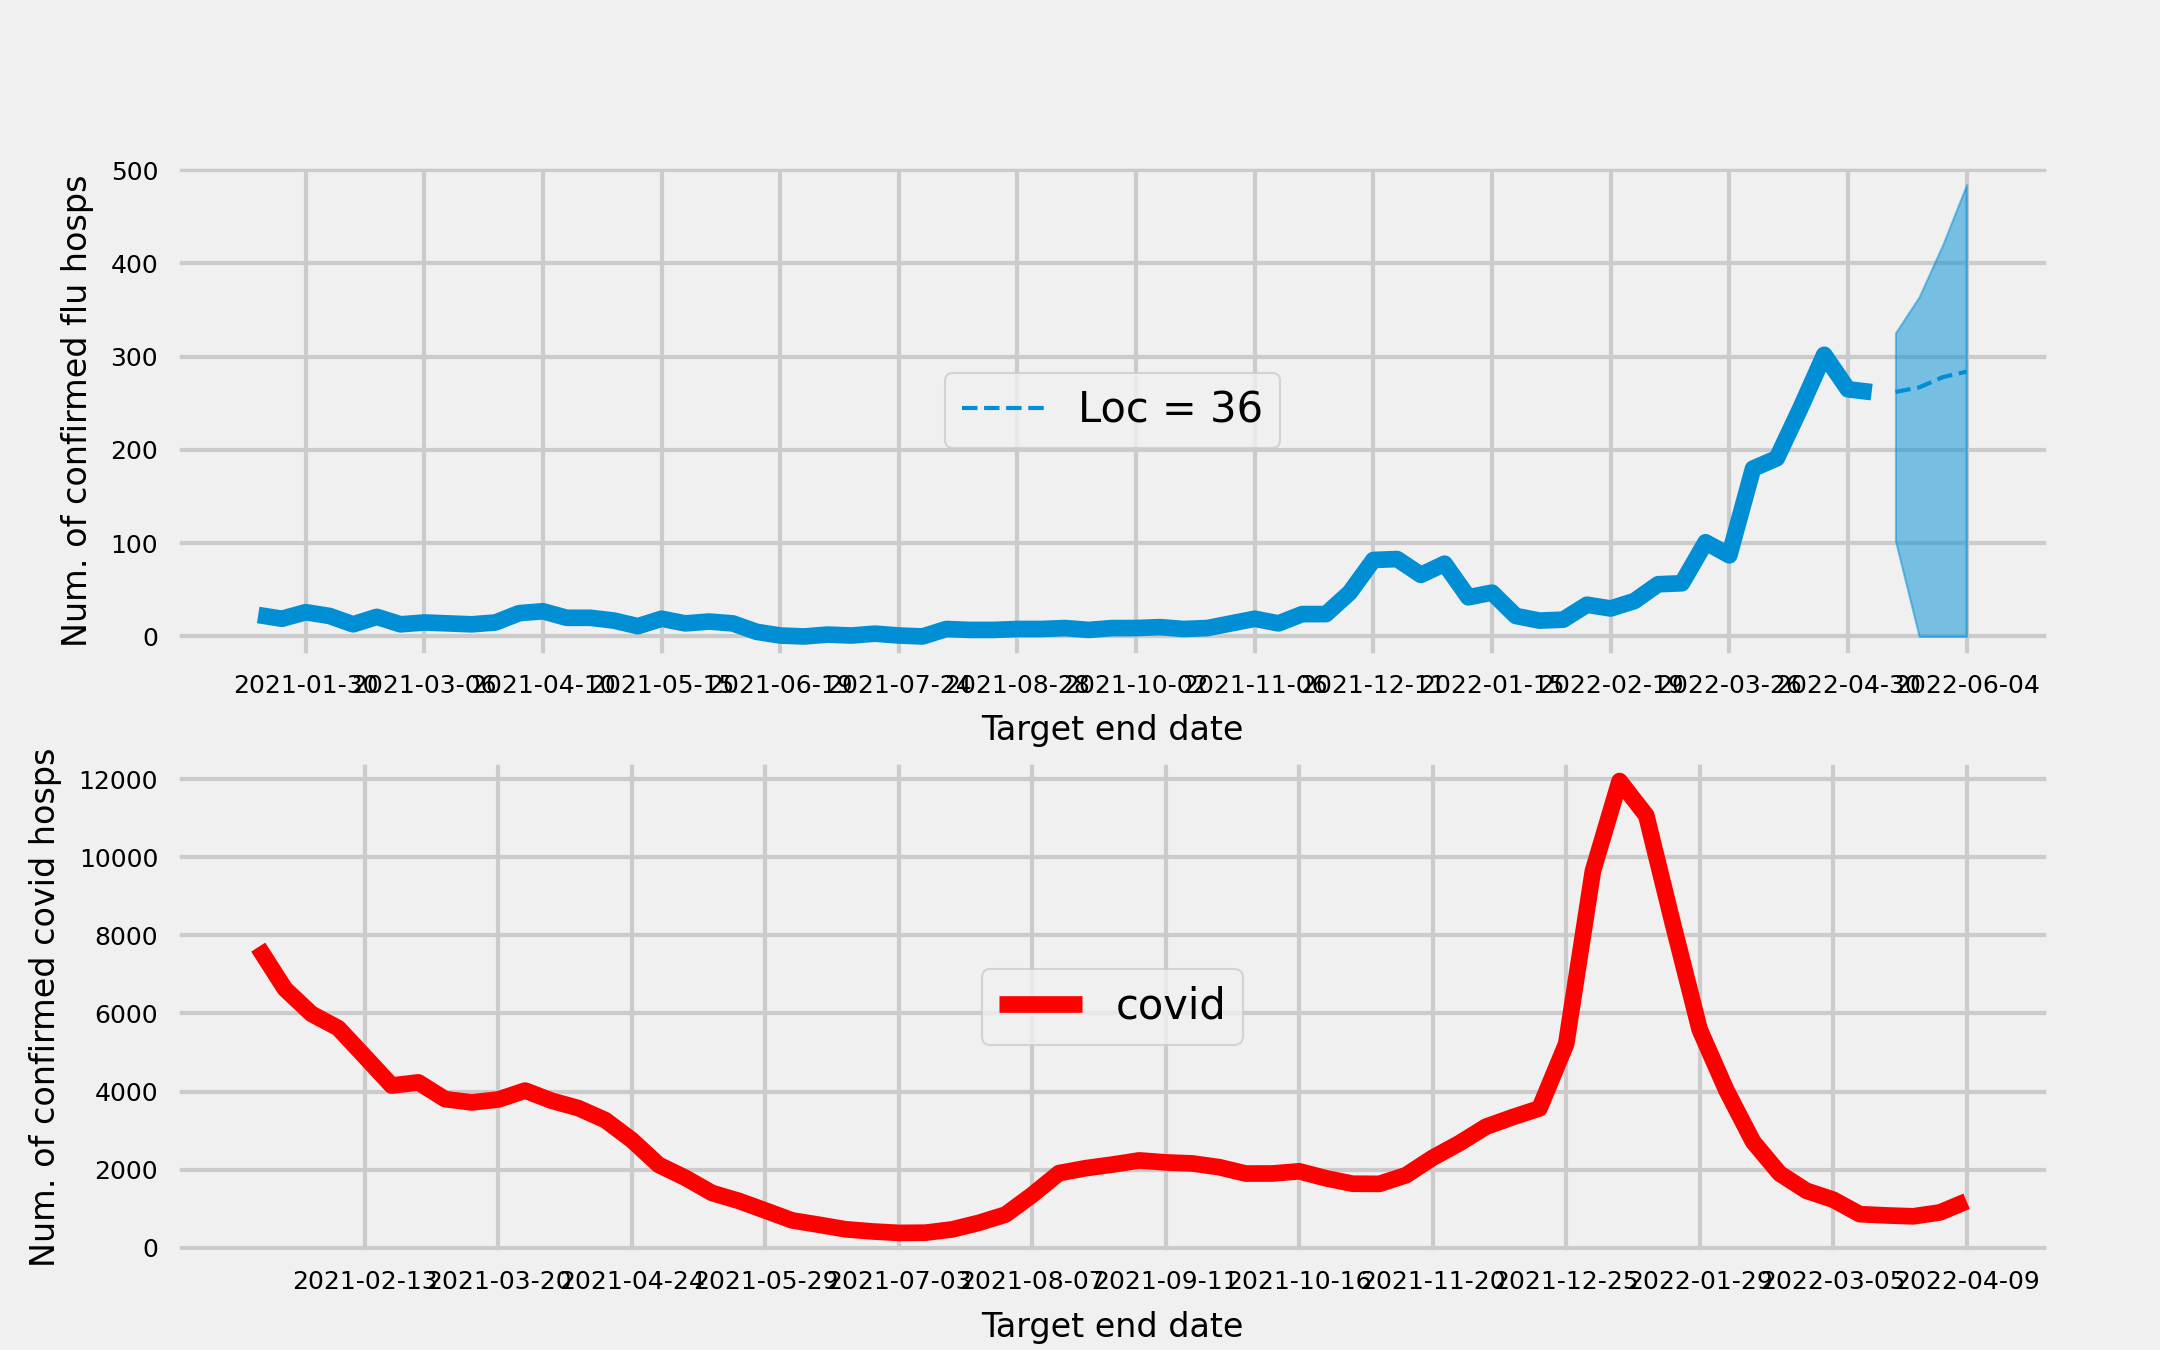 Num. of confirmed flu hosps
500
400
300
200
100
0
Loc = 36
2021-01-30 2021-03-06 2021-04-10 2021-05-15 2021-06-19 2021-07-24 2021-08-28 2021-10-02 2021-11-06 2021-12-11 2022-01-15 2022-02-19 2022-03-26 2022-04-30 2022-06-04
Target end date
Num. of confirmed covid hosps
12000
10000
8000
6000
4000
2000
0
covid
2021-02-13 2021-03-20 2021-04-24 2021-05-29 2021-07-03 2021-08-07 2021-09-11 2021-10-16 2021-11-20 2021-12-25 2022-01-29 2022-03-05 2022-04-09
Target end date